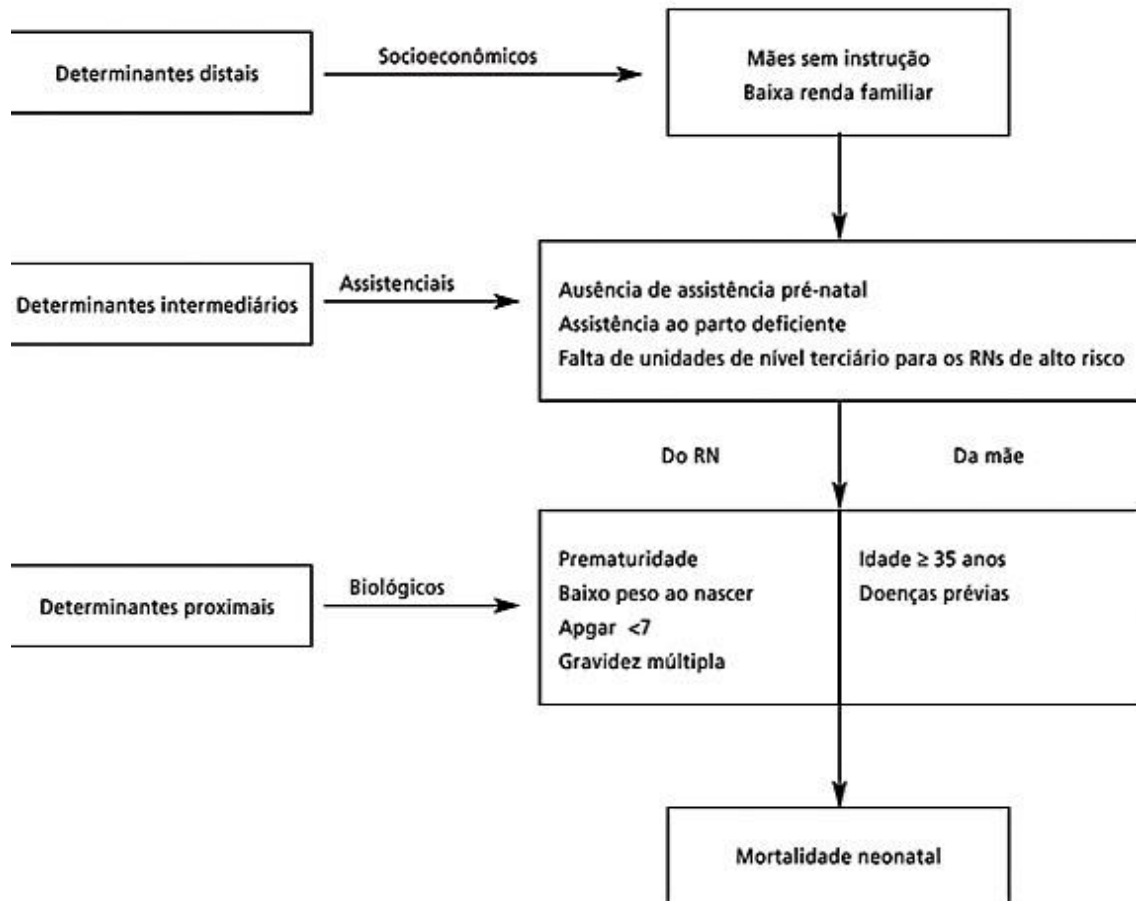 Determinantes distais
Socioeconômicos
Mães sem instrução
Baixa renda familiar
Determinantes intermediários
Assistenciais
Ausência de assistência pré-natal
Assistência ao parto deficiente
Falta de unidades de nível terciário para os RNs de alto risco
Do RN
Da mãe
Determinantes proximais
Biológicos
Prematuridade
Baixo peso ao nascer
Apgar <7
Gravidez múltipla
Idade ≥ 35 anos
Doenças prévias
Mortalidade neonatal